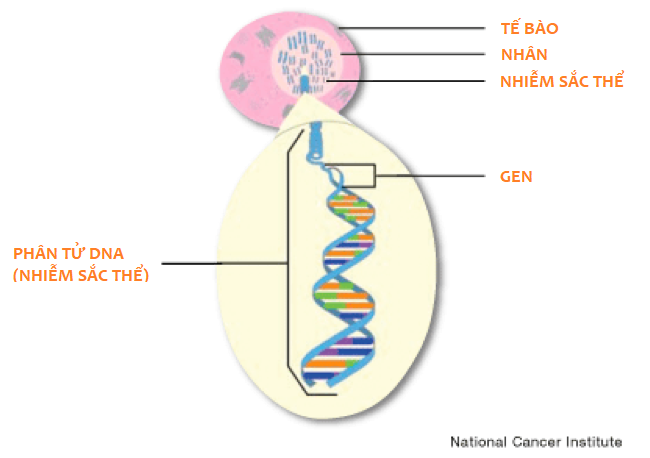 TẾ BÀO
NHÂN
NHIỄM SẮC THỂ
GEN
PHÂN TỬ DNA
(NHIỄM SẮC THỂ)
National Cancer Institute